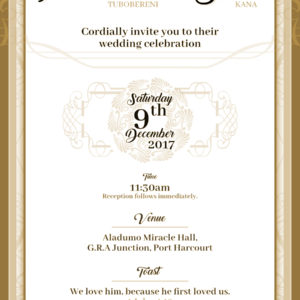 TUBOBERENI KANA
Cordially invite you to their
wedding celebration
Saturday
9th
December
2017
Time
11:30am
Reception follows immediately.
Venue
Aladumo Miracle Hall,
G.R.A Junction, Port Harcourt
Toast
We love him, because he first loved us.